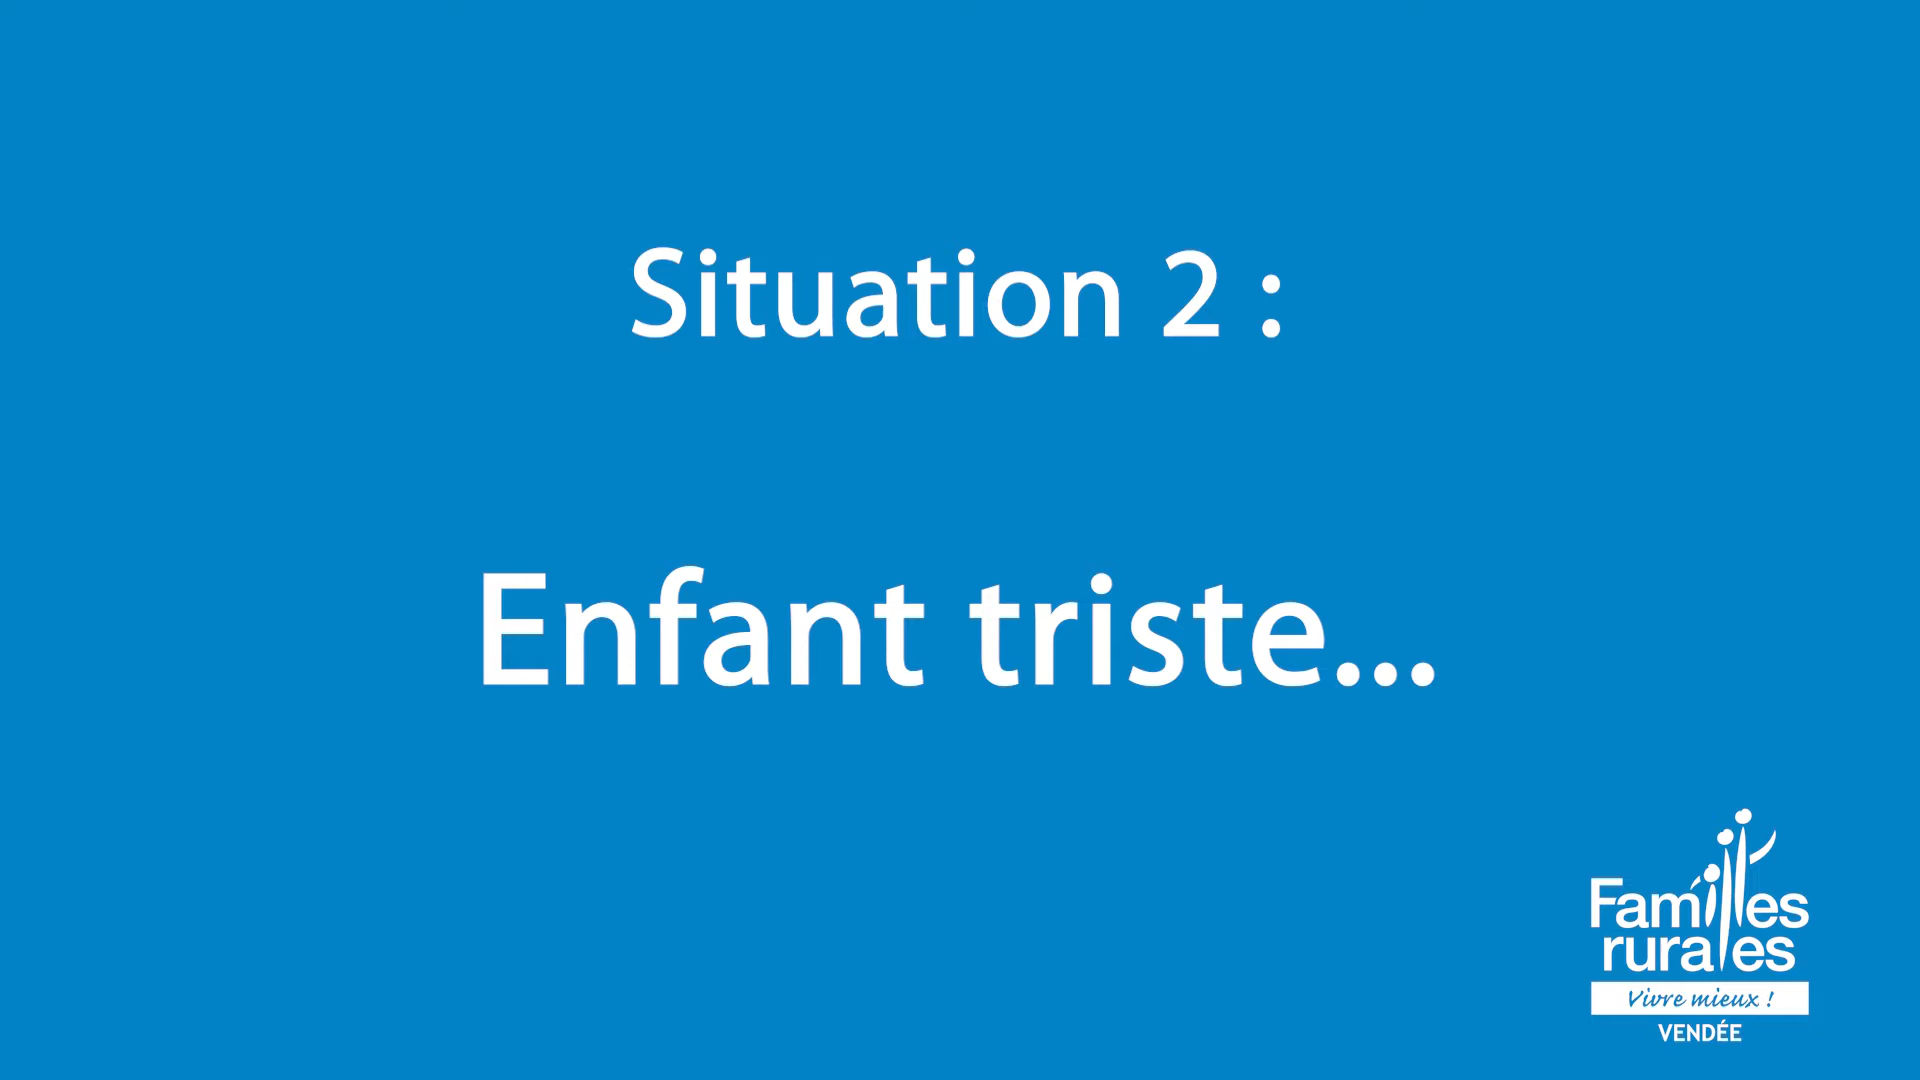 Situation 2 :
Enfant triste...
Familles
rurales
Vivre mieux !
VENDÉE